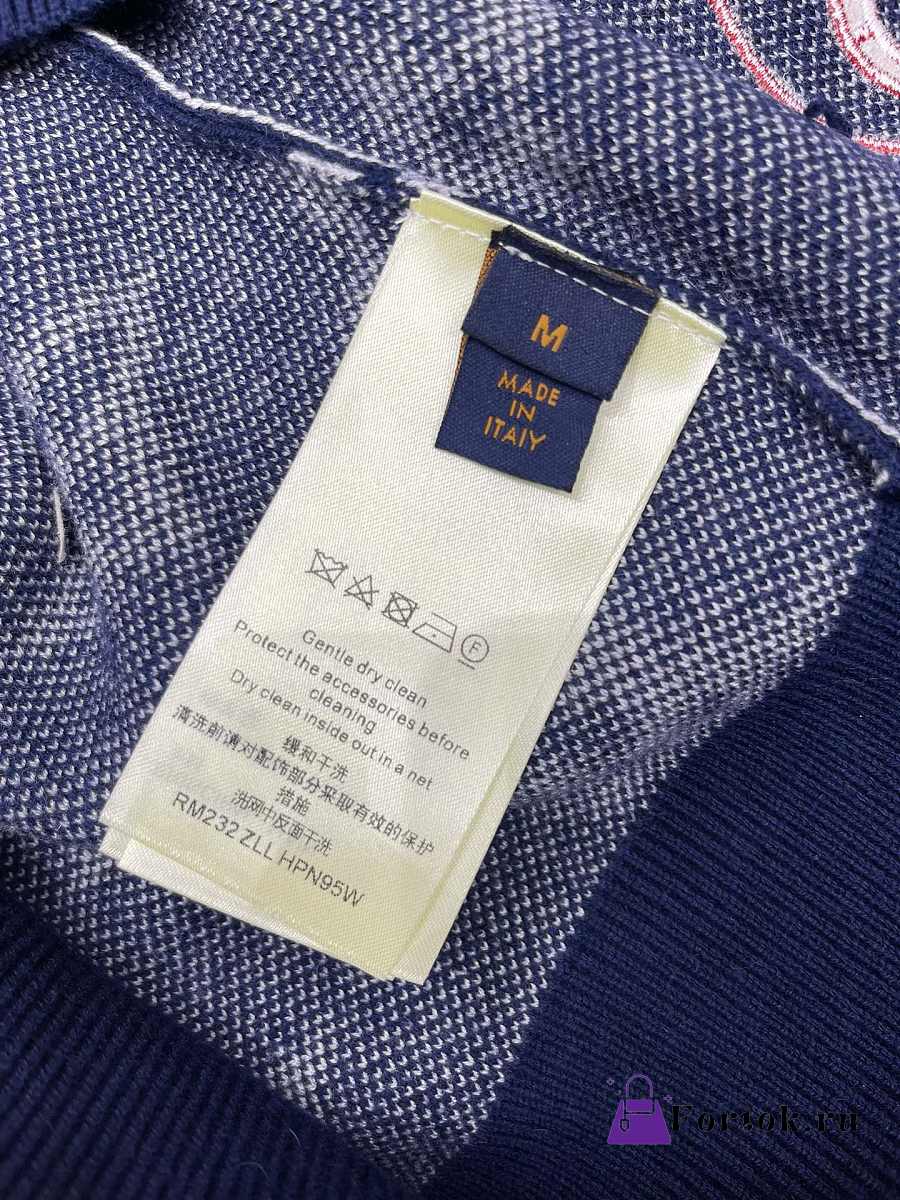 M
MADE
IN
ITALY
F
Gentle dry clean
Protect the accessories before
cleaning
Dry clean inside out in a net
缓和干洗
清洗前请对配饰部分采取有效的保护
措施
洗网中反面干洗
RM232 ZLL HPN95W
Forsok.ru